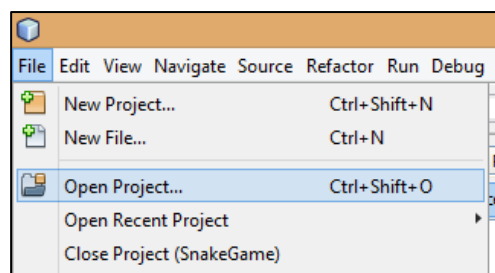 File Edit View Navigate Source Refactor Run Debug
New Project... Ctrl+Shift+N
New File... Ctrl+N
Open Project... Ctrl+Shift+O
Open Recent Project
Close Project (SnakeGame)